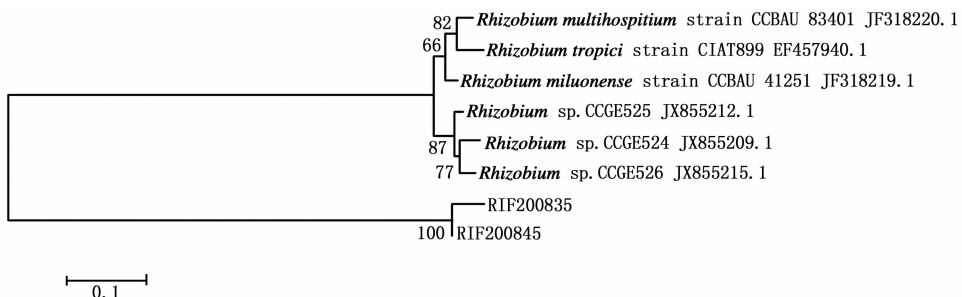 82
Rhizobium multihospitium strain CCBAU 83401 JF318220.1
66
Rhizobium tropici strain CIAT899 EF457940.1
Rhizobium miluonense strain CCBAU 41251 JF318219.1
Rhizobium sp.CCGE525 JX855212.1
87
Rhizobium sp.CCGE524 JX855209.1
77
Rhizobium sp.CCGE526 JX855215.1
RIF200835
100
RIF200845
0.1